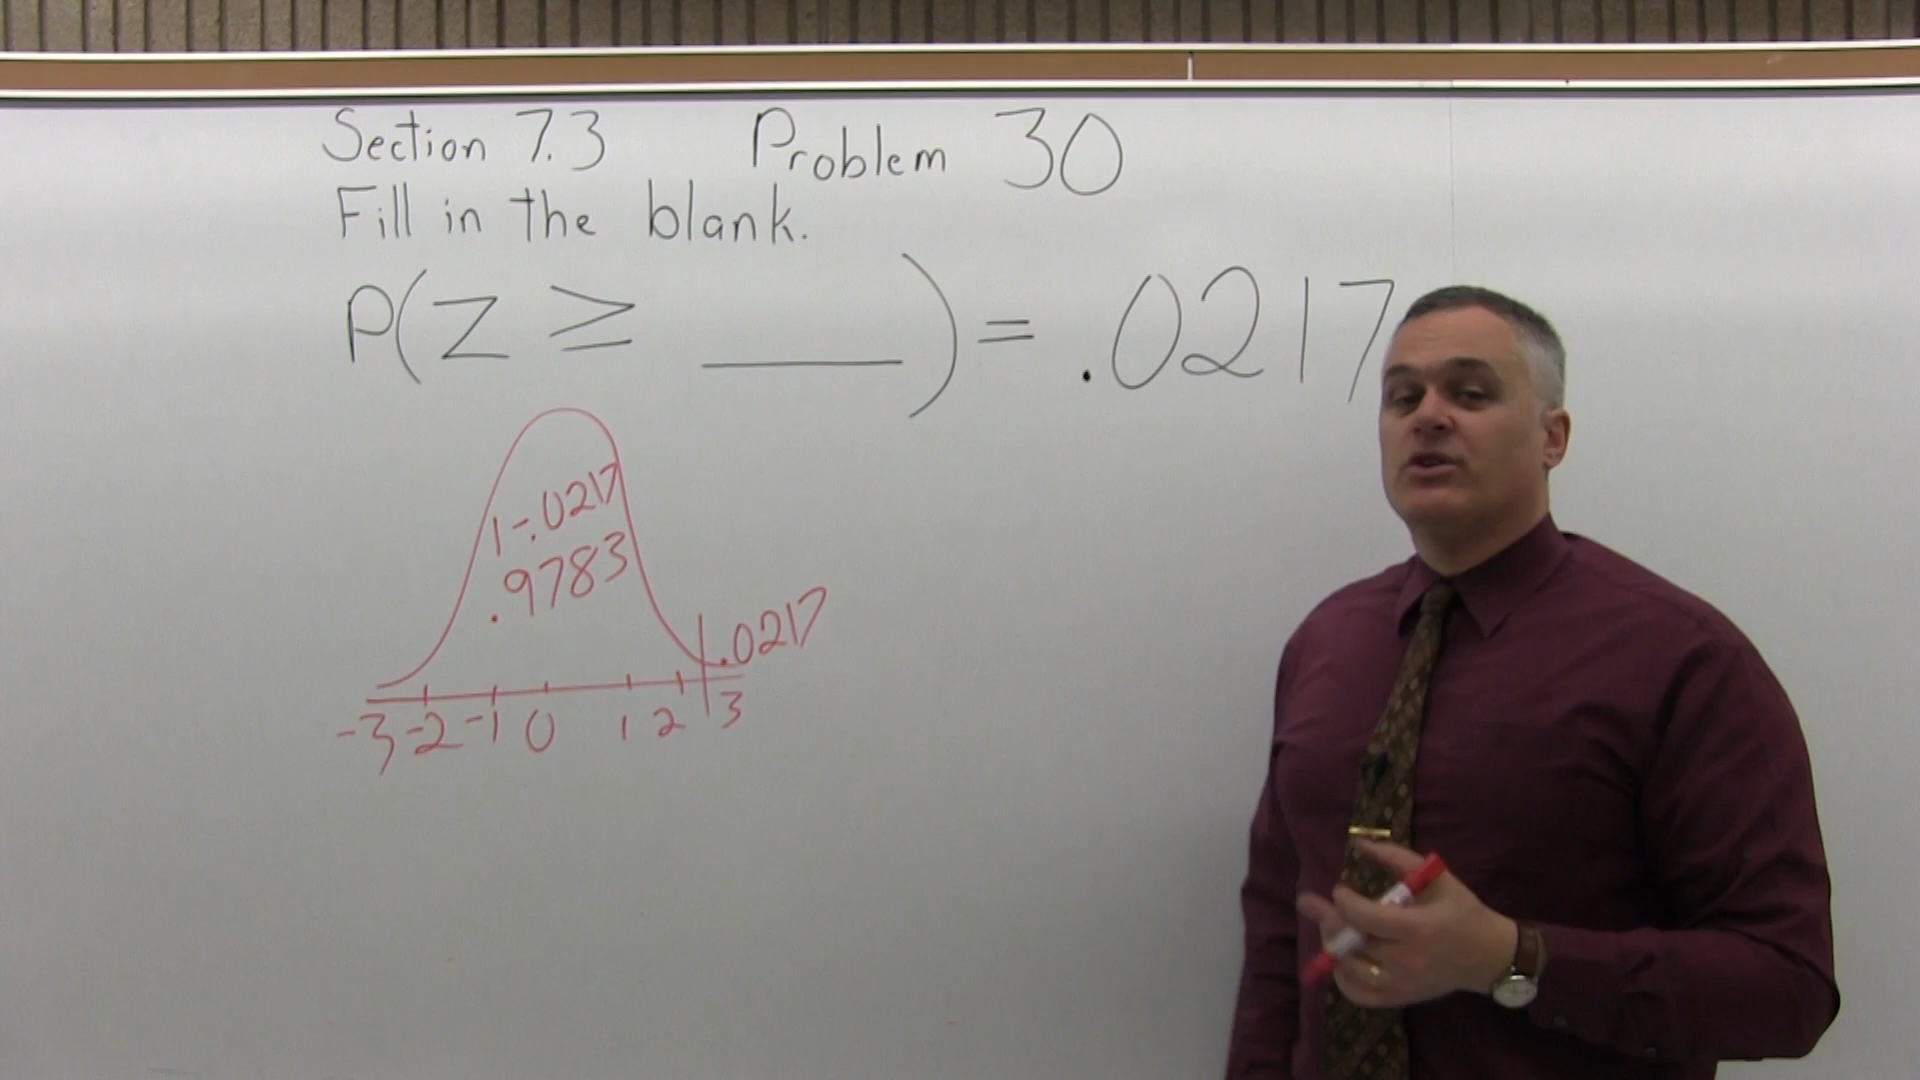 Section 7.3 Problem 30
Fill in the blank.
P(Z ≥ ____) = .0217
1-.0217
.9783
.0217
-3 -2 -1 0 1 2 3